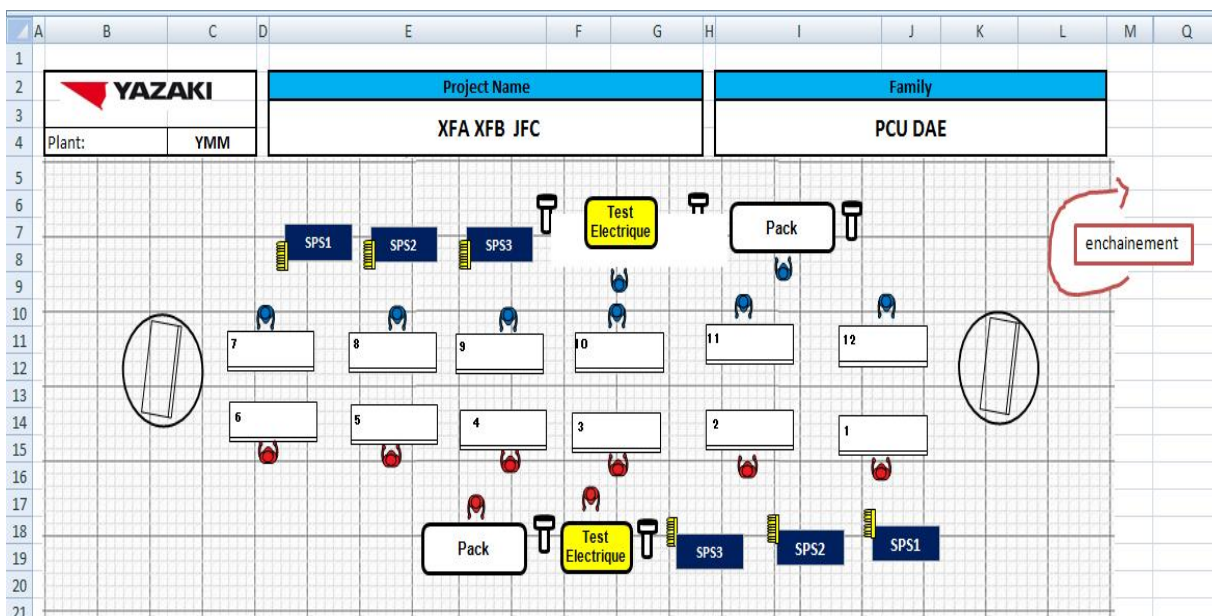 A B C D E F G H I J K L M Q
1
2
3
4
5
6
7
8
9
10
11
12
13
14
15
16
17
18
19
20
21
YAZAKI
Plant: YMM
Project Name
XFA XFB JFC
Family
PCU DAE
enchainement
Test
Electrique
Pack
SPS1 SPS2 SPS3
7 8 9 10 11 12
6 5 4 3 2 1
Pack
Test
Electrique
SPS3 SPS2 SPS1